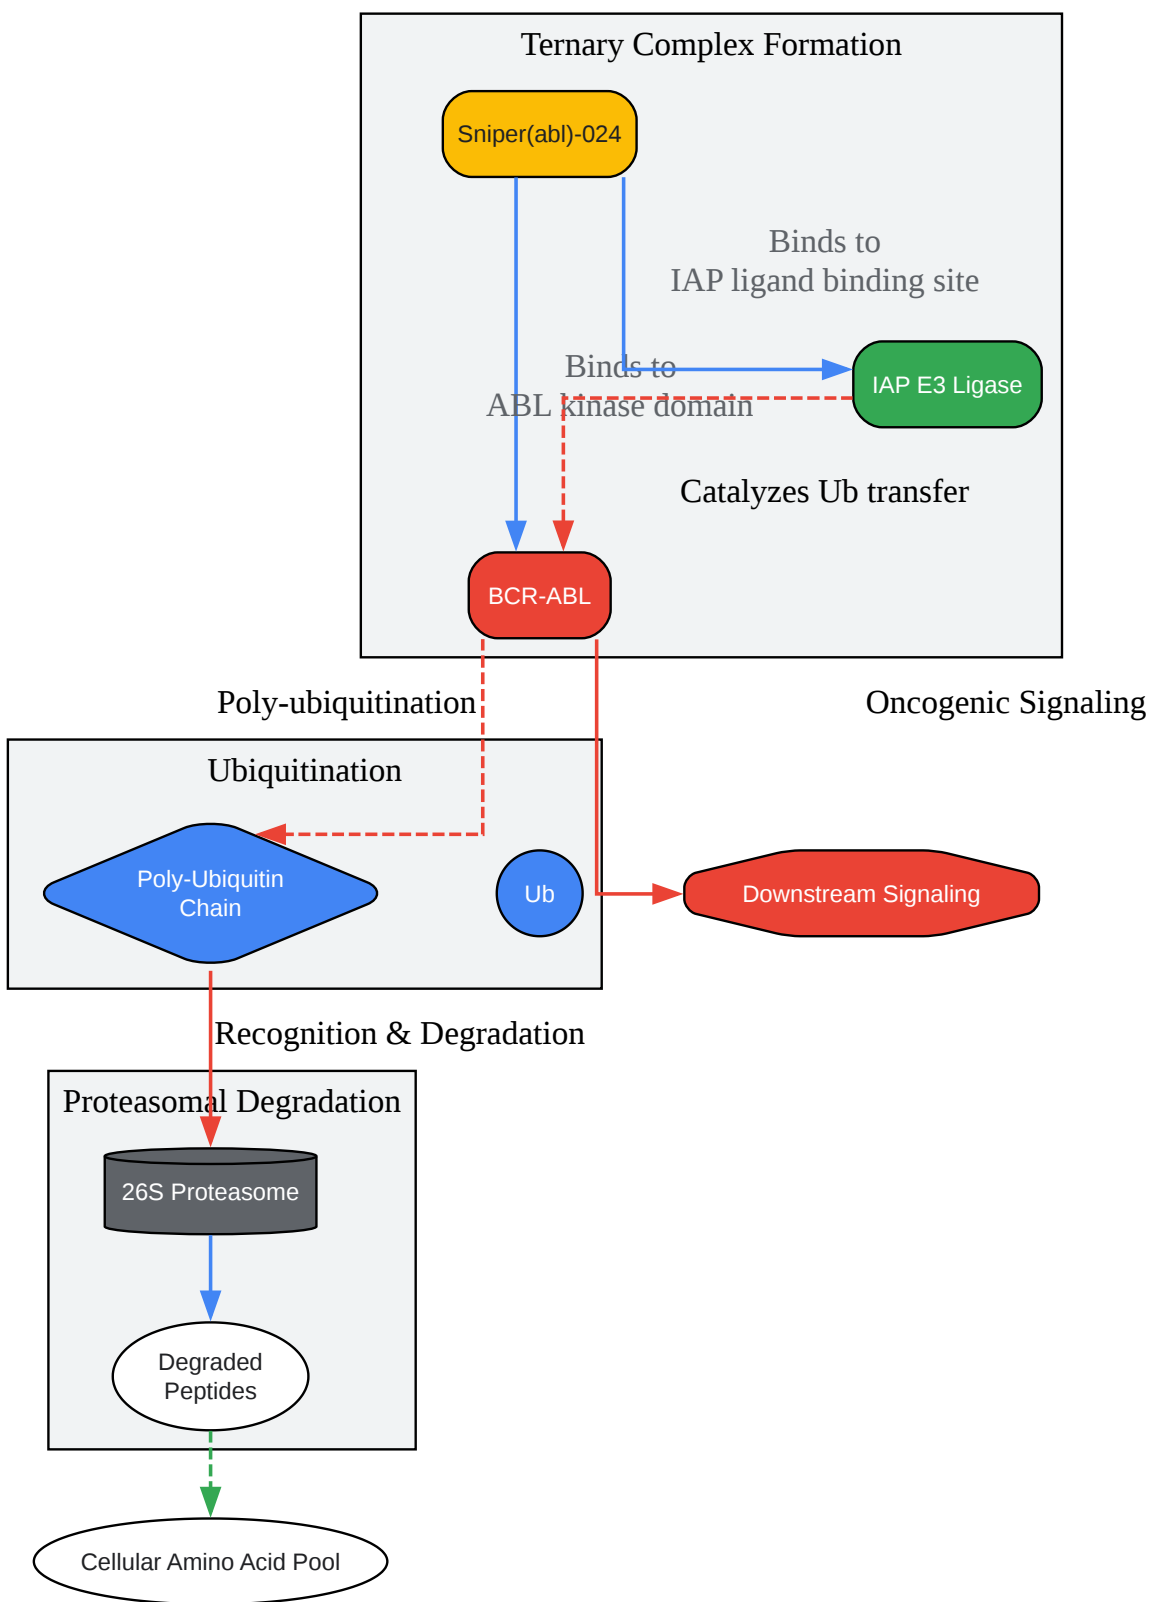 Ternary Complex Formation
Sniper(abl)-024
Binds to
IAP ligand binding site
Binds to
ABL kinase domain
IAP E3 Ligase
Catalyzes Ub transfer
BCR-ABL
Poly-ubiquitination
Oncogenic Signaling
Ubiquitination
Poly-Ubiquitin
Chain
Ub
Downstream Signaling
Recognition & Degradation
Proteasomal Degradation
26S Proteasome
Degraded
Peptides
Cellular Amino Acid Pool